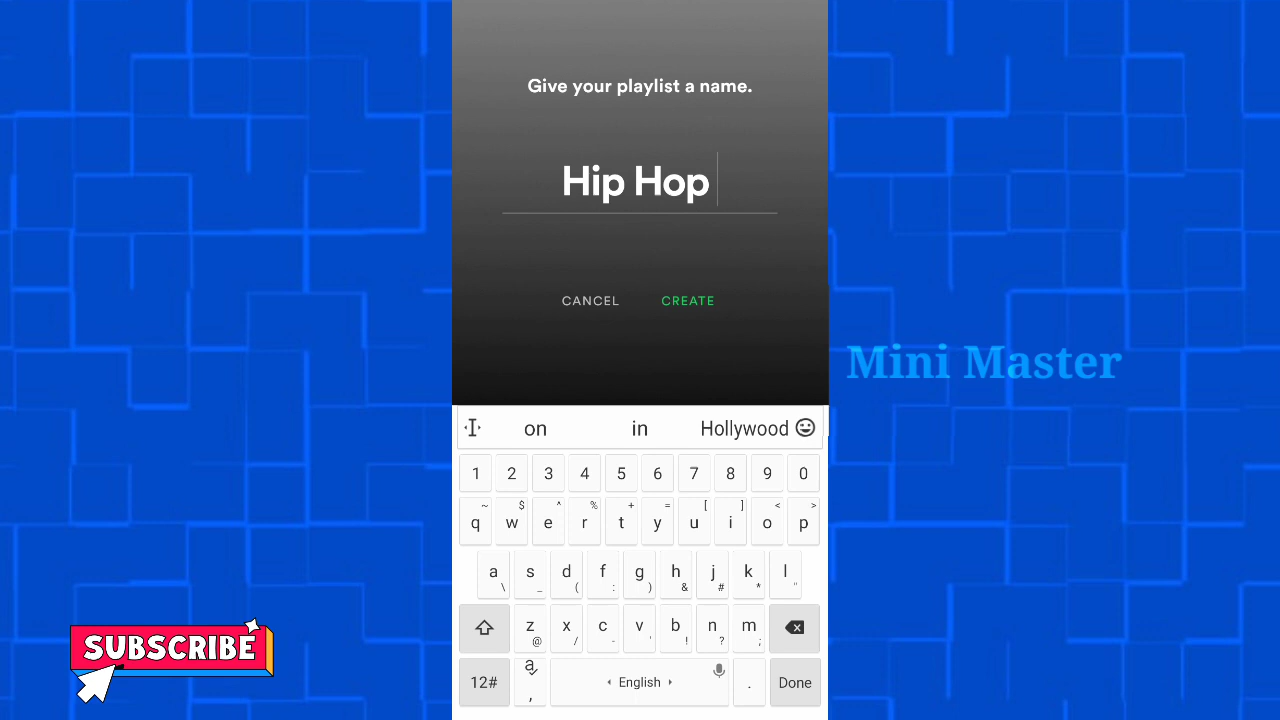 Give your playlist a name.
Hip Hop
CANCEL CREATE
Mini Master
on in Hollywood
1 2 3 4 5 6 7 8 9 0
~ $ ^ % + = [ ] < >
q w e r t y u i o p
a s d f g h j k l
\ _ ( : ) & # * "
z x c v b n m
@ / - ' ! ? ;
12# a , English . Done
SUBSCRIBE